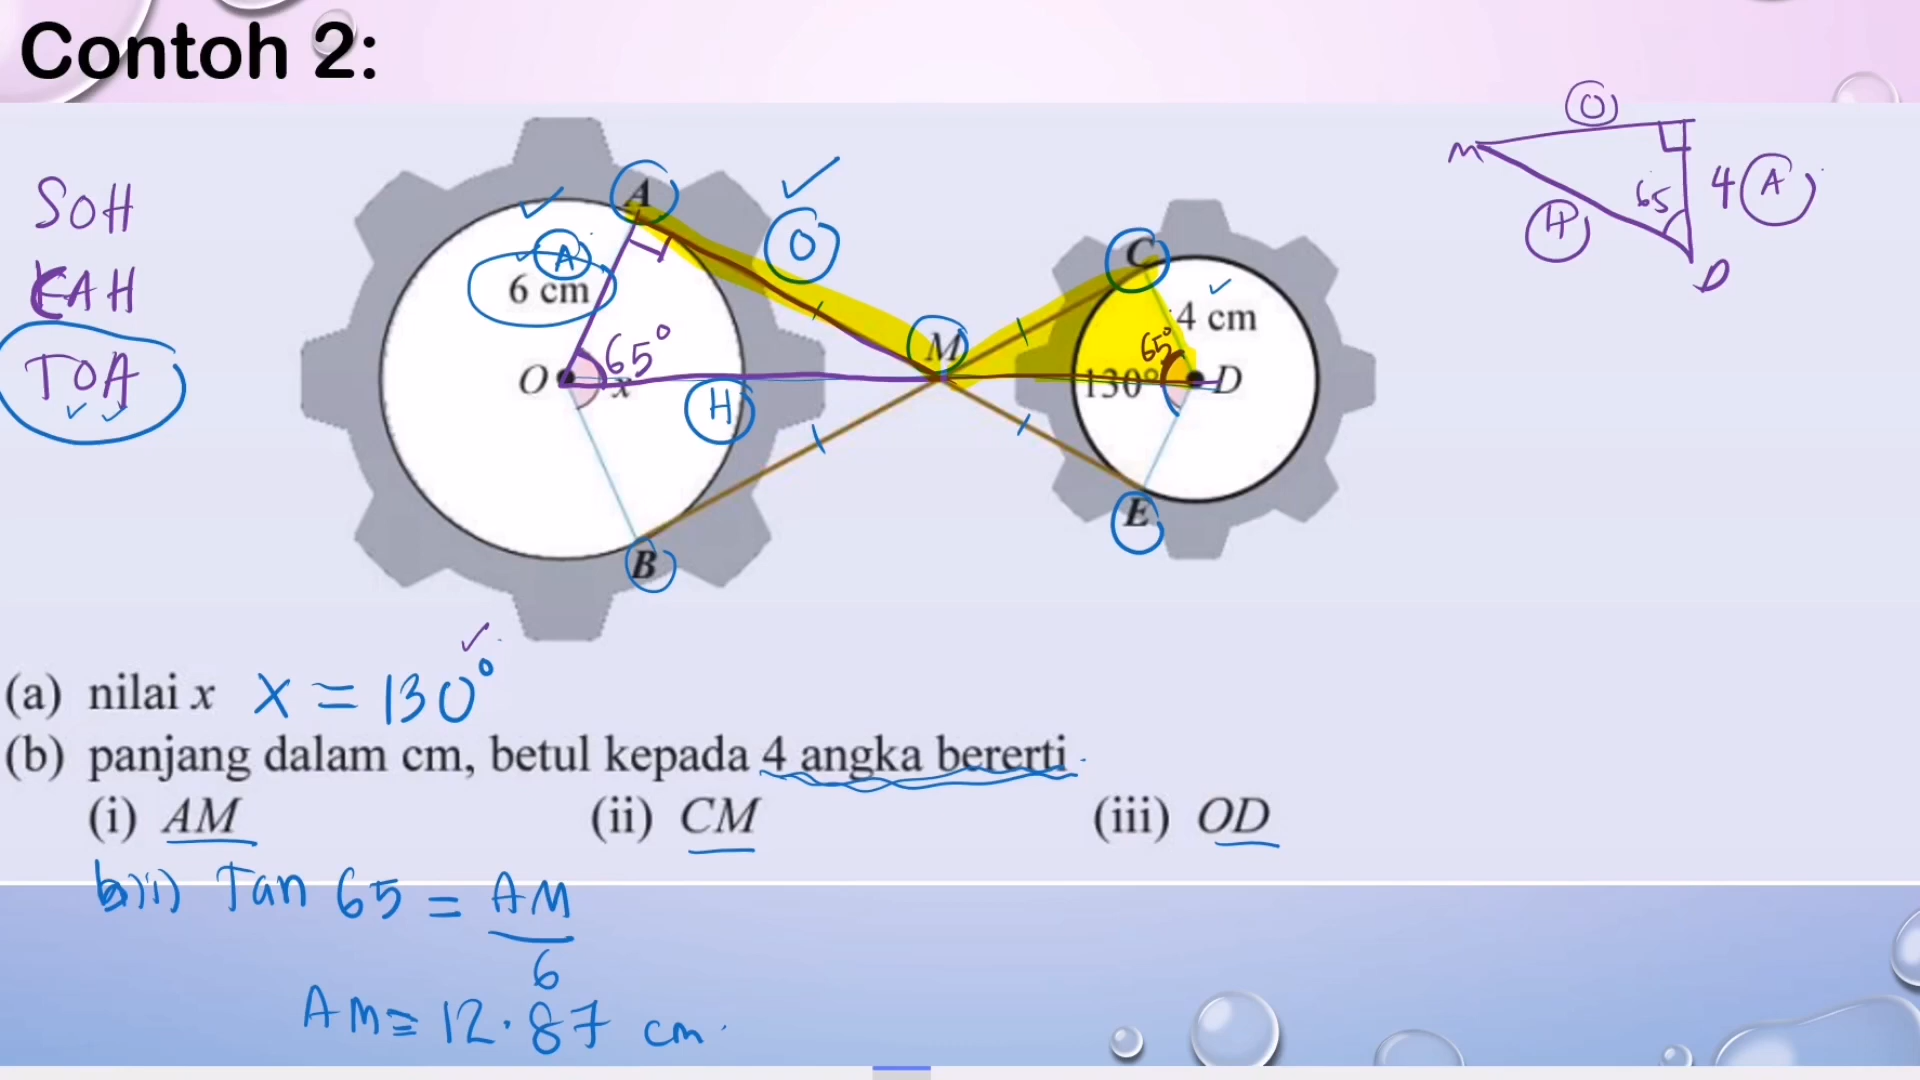 Contoh 2:
SOH
CAH
TOA
A
A
6 cm
O
65°
O
x
H
B
M
C
4 cm
65°
130°
D
E
O
M
65
4 A
H
D
(a) nilai x x = 130°
(b) panjang dalam cm, betul kepada 4 angka bererti
(i) AM (ii) CM (iii) OD
b)i) Tan 65 = AM
6
AM = 12.87 cm